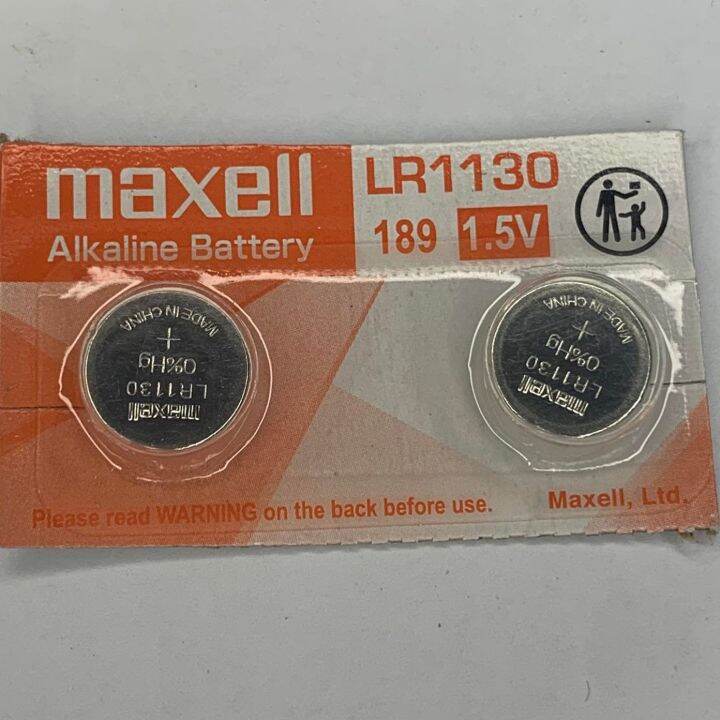 maxell
Alkaline Battery
LR1130
189 1.5V
MADE IN CHINA
+
0%Hg
LR1130
maxell
MADE IN CHINA
+
0%Hg
LR1130
maxell
Please read WARNING on the back before use.
Maxell, Ltd.